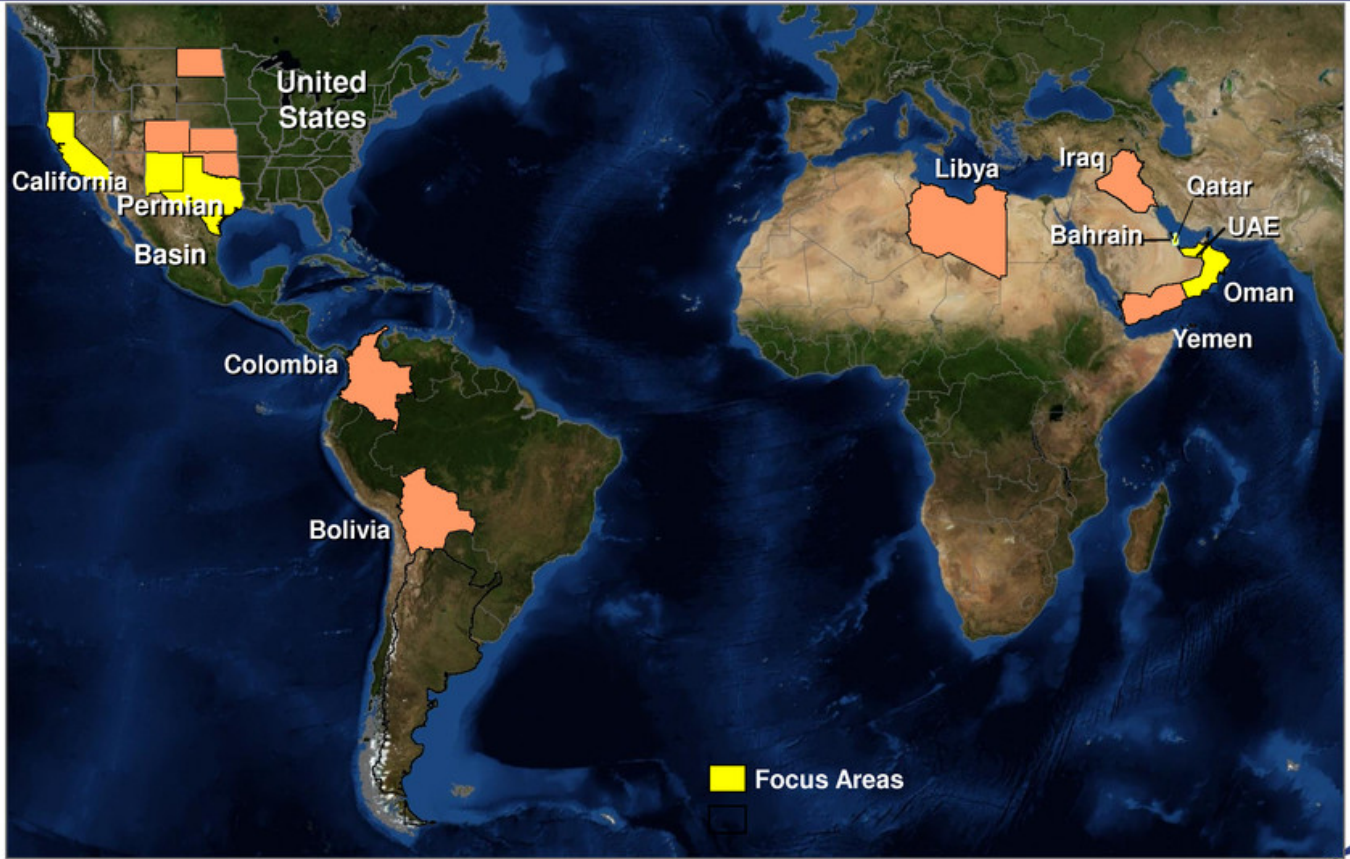 United
States
California
Permian
Basin
Colombia
Bolivia
Libya
Iraq
Qatar
Bahrain
UAE
Oman
Yemen
Focus Areas